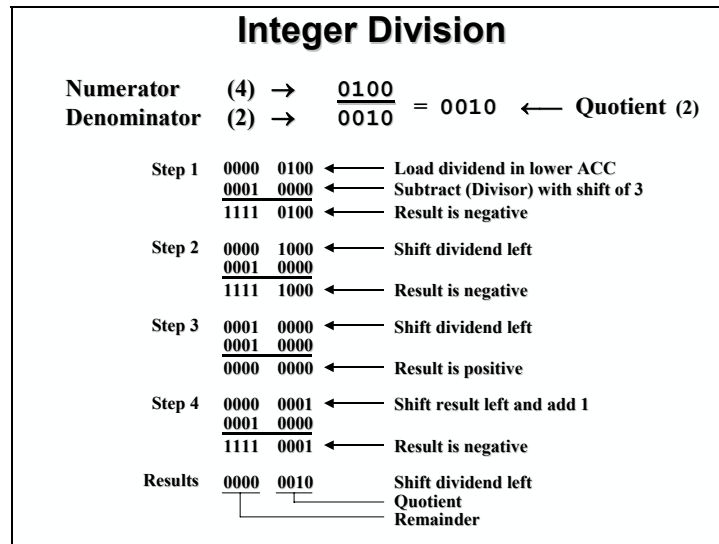 Integer Division
Numerator (4) → 0100
Denominator (2) → 0010 = 0010 ← Quotient (2)
Step 1 0000 0100 ← Load dividend in lower ACC
0001 0000 ← Subtract (Divisor) with shift of 3
1111 0100 ← Result is negative
Step 2 0000 1000 ← Shift dividend left
0001 0000
1111 1000 ← Result is negative
Step 3 0001 0000 ← Shift dividend left
0001 0000
0000 0000 ← Result is positive
Step 4 0000 0001 ← Shift result left and add 1
0001 0000
1111 0001 ← Result is negative
Results 0000 0010 Shift dividend left
Quotient
Remainder